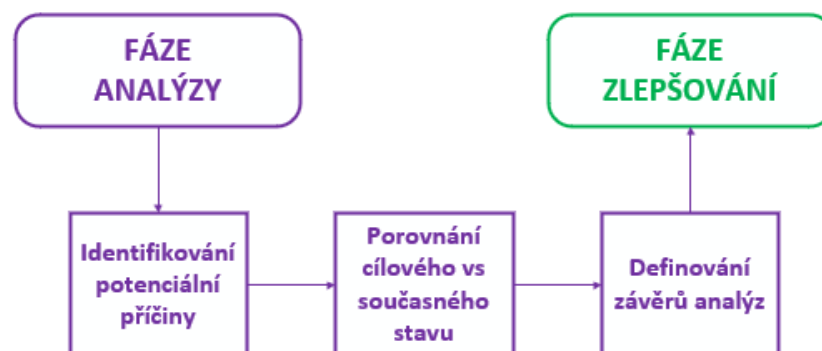 FÁZE
ANALÝZY
FÁZE
ZLEPŠOVÁNÍ
Identifikování
potenciální
příčiny
Porovnání
cílového vs
současného
stavu
Definování
závěrů analýz